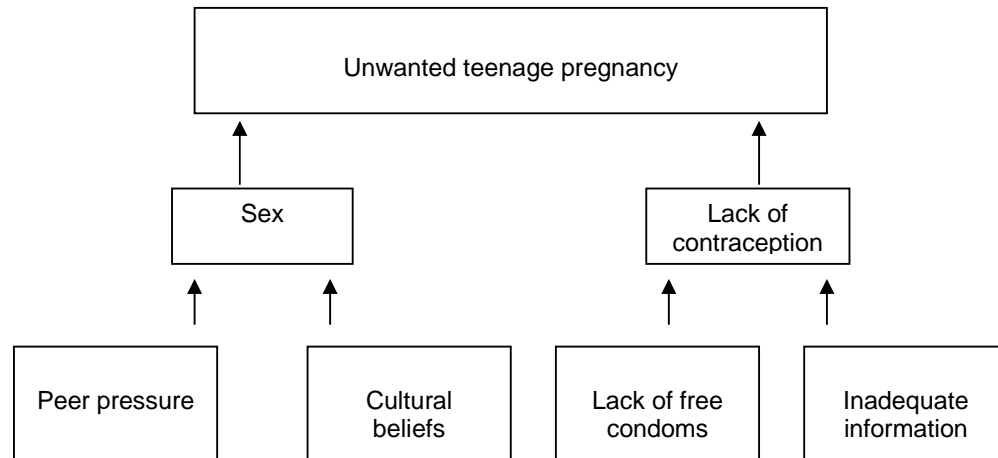 Unwanted teenage pregnancy
Sex
Lack of
contraception
Peer pressure
Cultural
beliefs
Lack of free
condoms
Inadequate
information